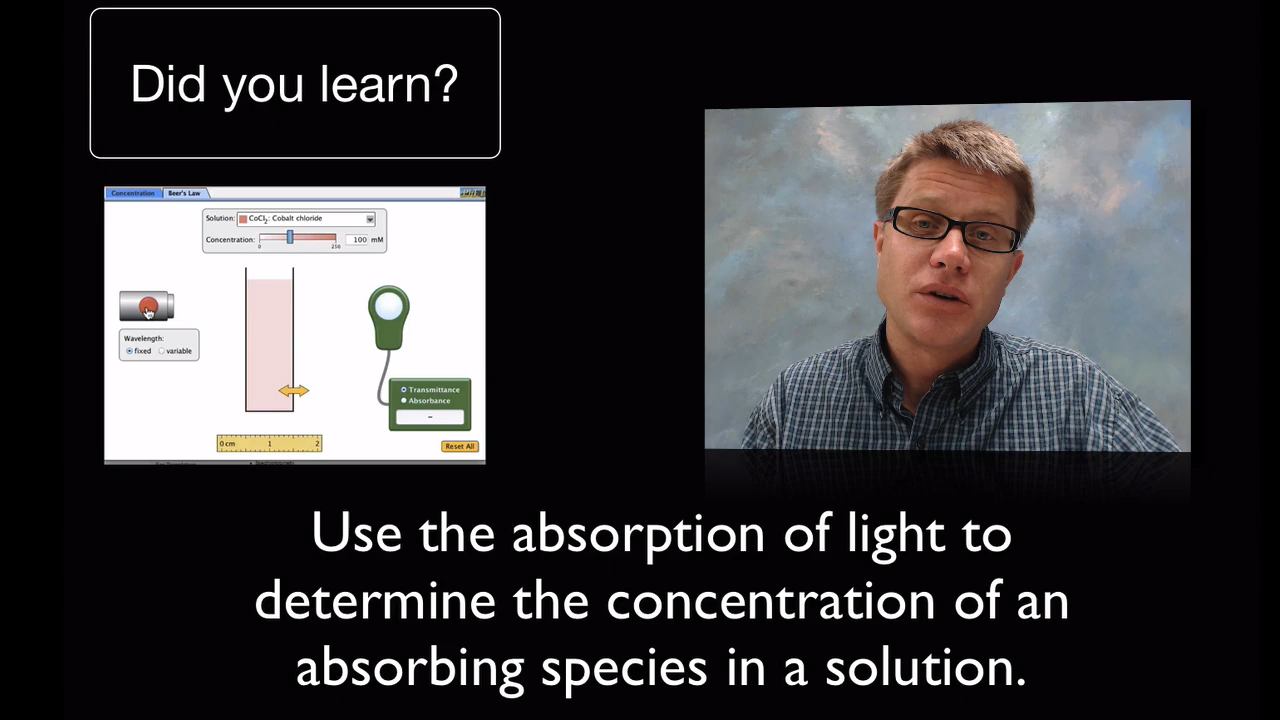 Did you learn?
Concentration Beer's Law
Solution: CoCl2: Cobalt chloride
Concentration: 100 mM
0 250
Wavelength:
fixed variable
Transmittance
Absorbance
-
0 cm 1 2
Reset All
Use the absorption of light to
determine the concentration of an
absorbing species in a solution.